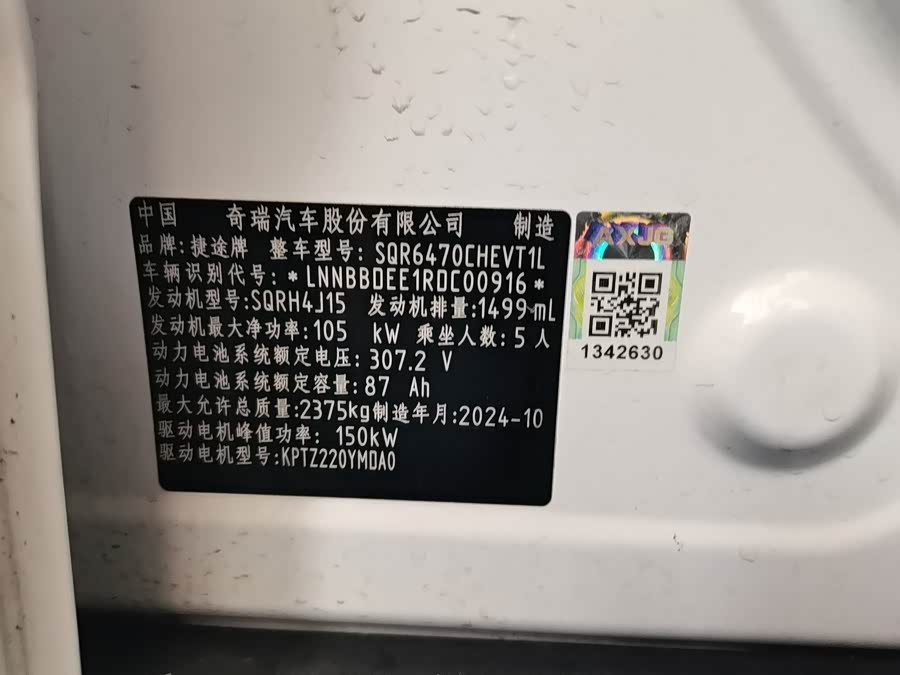 中国 奇瑞汽车股份有限公司 制造
品牌:捷途牌 整车型号:SQR6470CHEVT1L
车辆识别代号:*LNNBBDEE1RDC00916*
发动机型号:SQRH4J15 发动机排量:1499mL
发动机最大净功率:105 kW 乘坐人数:5人
动力电池系统额定电压:307.2 V
动力电池系统额定容量:87 Ah
最大允许总质量:2375kg制造年月:2024-10
驱动电机峰值功率: 150kW
驱动电机型号:KPTZ220YMDA0
AXJG
1342630